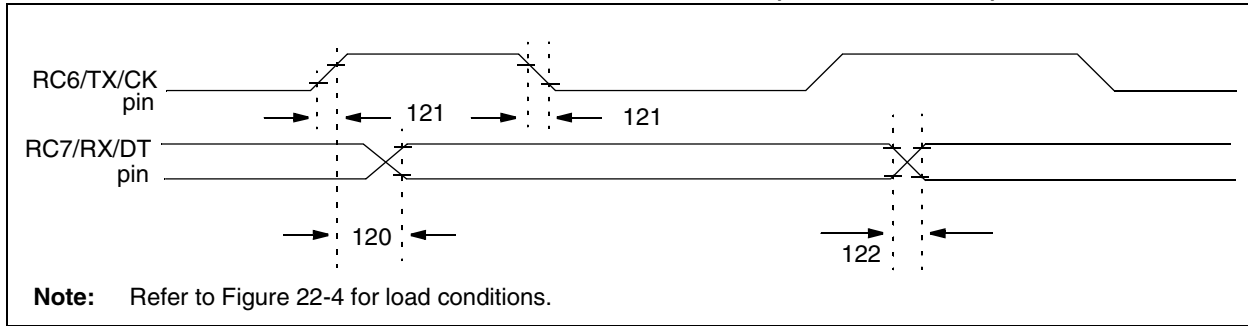 RC6/TX/CK
pin
121
121
RC7/RX/DT
pin
120
122
Note: Refer to Figure 22-4 for load conditions.